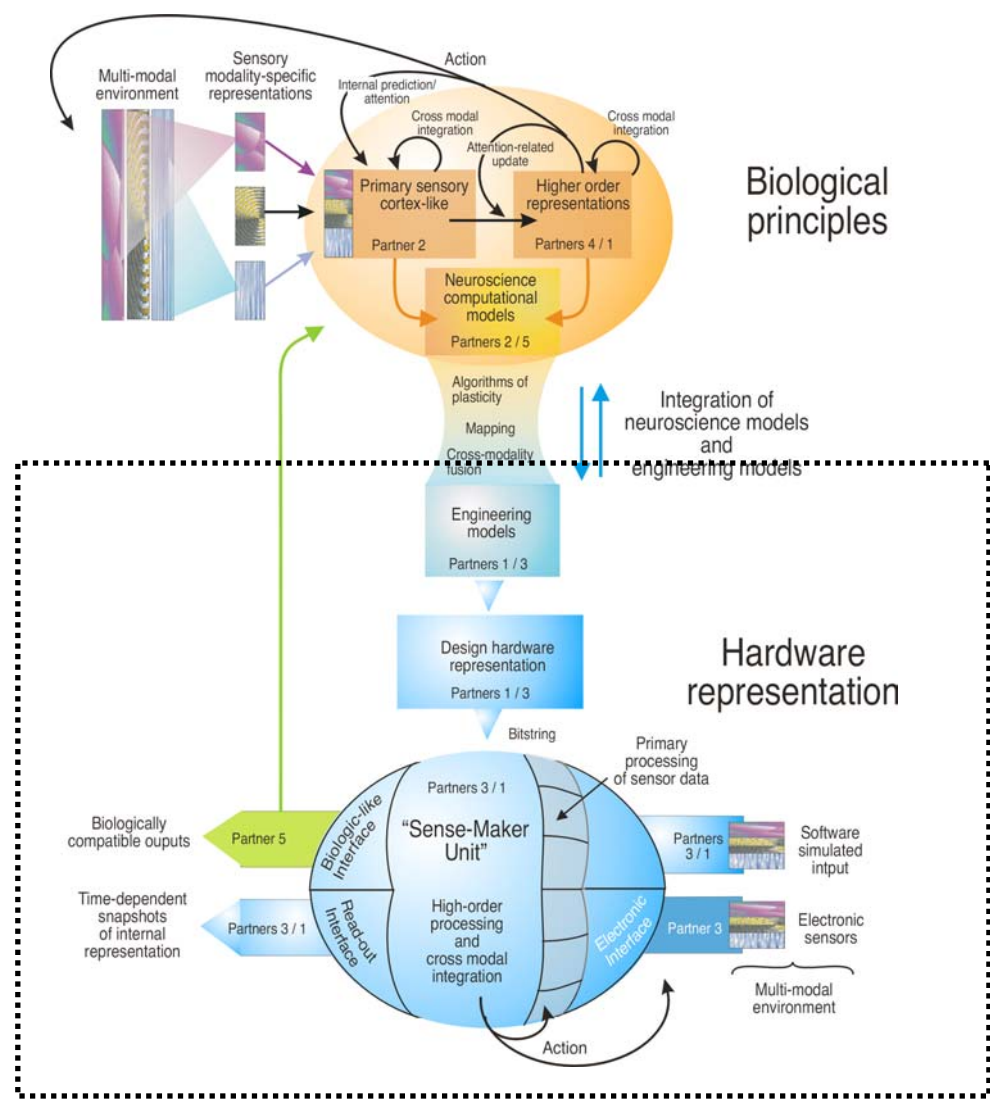 Action
Multi-modal
environment
Sensory
modality-specific
representations
Internal prediction/
attention
Cross modal
integration
Attention-related
update
Cross modal
integration
Primary sensory
cortex-like
Partner 2
Higher order
representations
Partners 4 / 1
Biological
principles
Neuroscience
computational
models
Partners 2 / 5
Algorithms of
plasticity
Mapping
Cross-modality
fusion
Integration of
neuroscience models
and
engineering models
Engineering
models
Partners 1 / 3
Design hardware
representation
Partners 1 / 3
Hardware
representation
Bitstring
Primary
processing
of sensor data
Partners 3 / 1
"Sense-Maker
Unit"
High-order
processing
and
cross modal
integration
Biologic-like
Interface
Read-out
Interface
Electronic
Interface
Biologically
compatible ouputs
Partner 5
Time-dependent
snapshots
of internal
representation
Partners 3 / 1
Partners
3 / 1
Software
simulated
intput
Partner 3
Electronic
sensors
Multi-modal
environment
Action